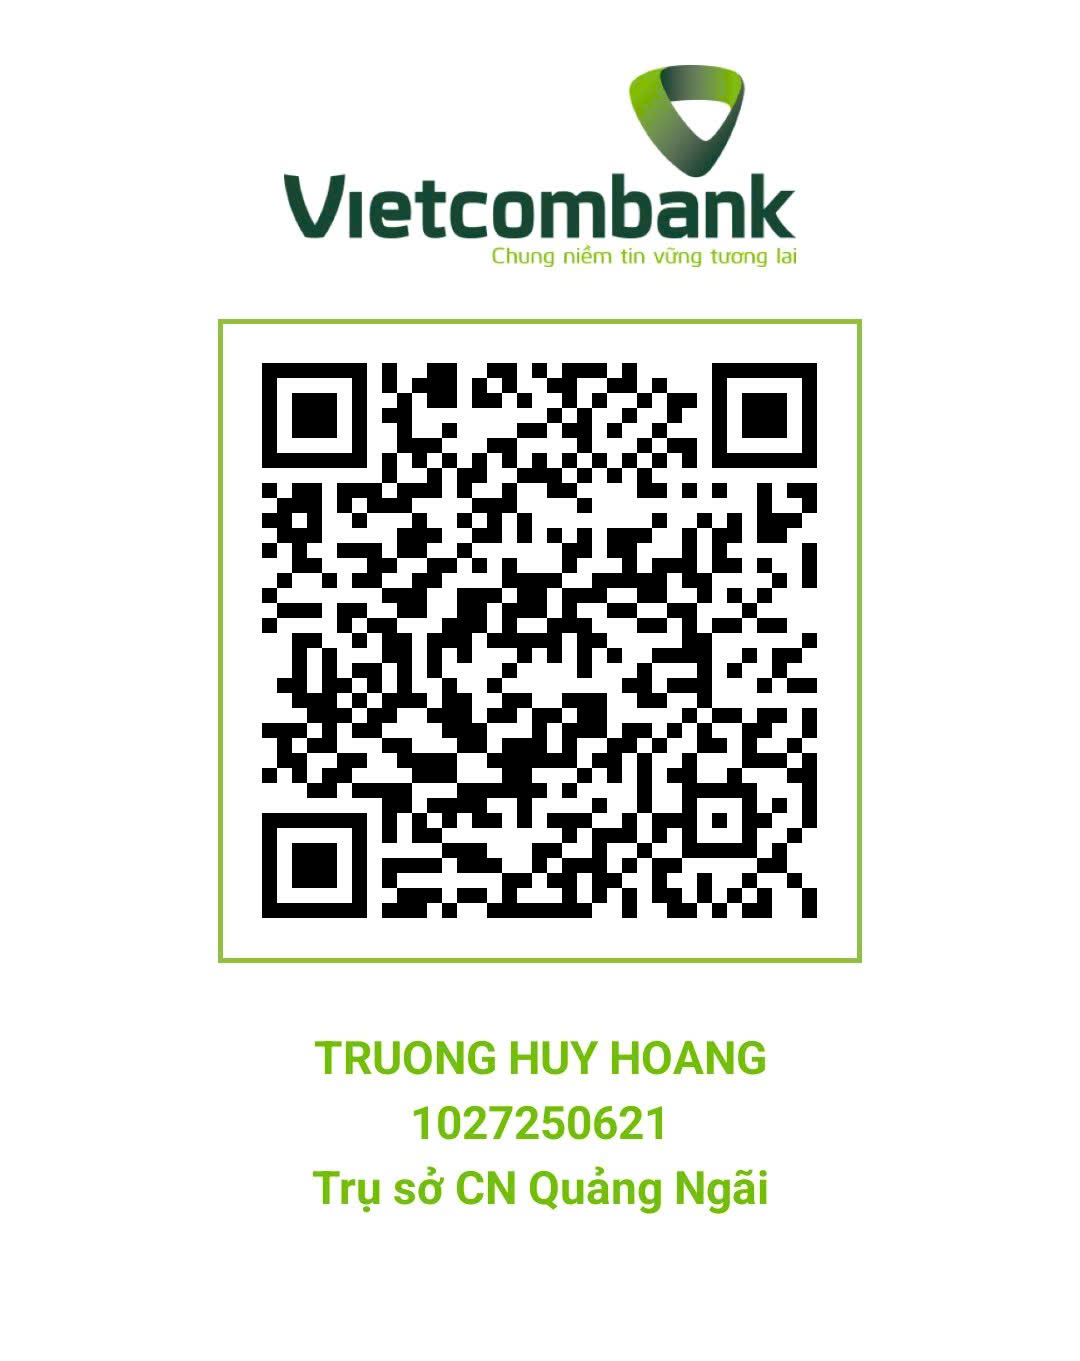 Vietcombank
Chung niềm tin vững tương lai
TRUONG HUY HOANG
1027250621
Trụ sở CN Quảng Ngãi